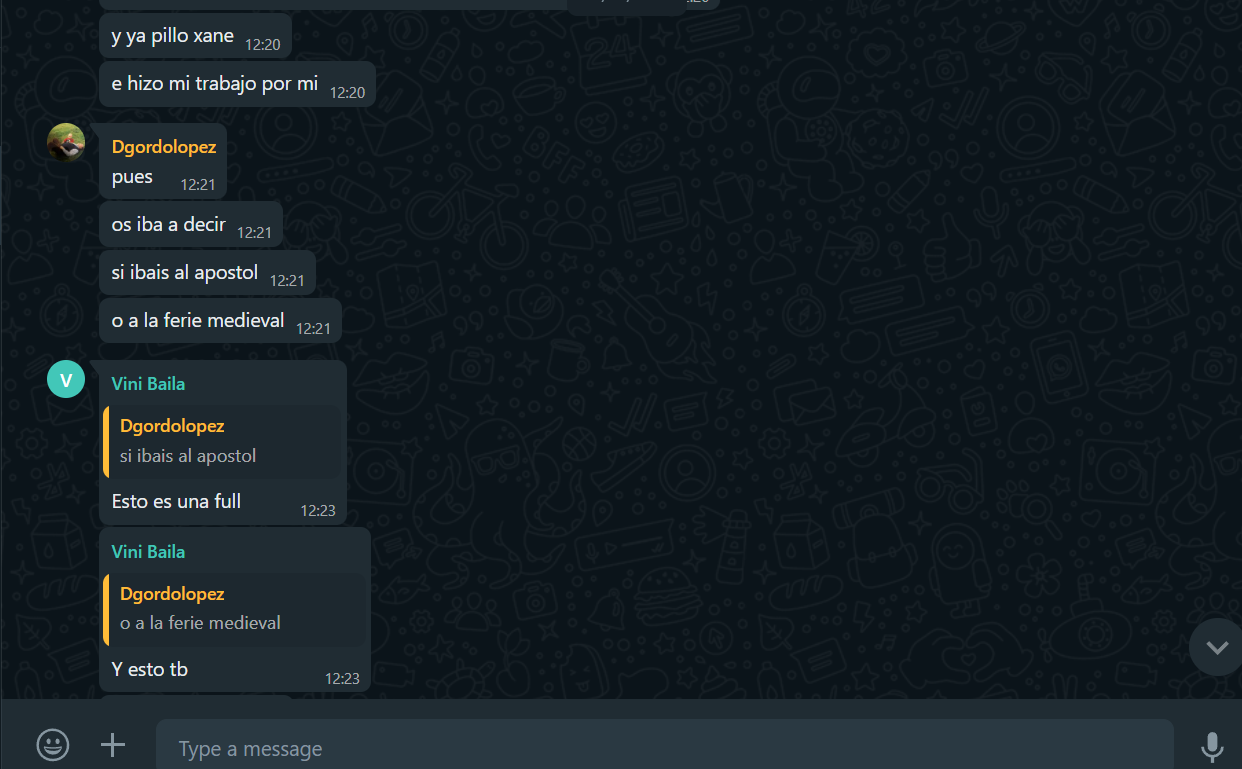 y ya pillo xane 12:20
e hizo mi trabajo por mi 12:20
Dgordolopez
pues 12:21
os iba a decir 12:21
si ibais al apostol 12:21
o a la ferie medieval 12:21
V
Vini Baila
Dgordolopez
si ibais al apostol
Esto es una full 12:23
Vini Baila
Dgordolopez
o a la ferie medieval
Y esto tb 12:23
Type a message